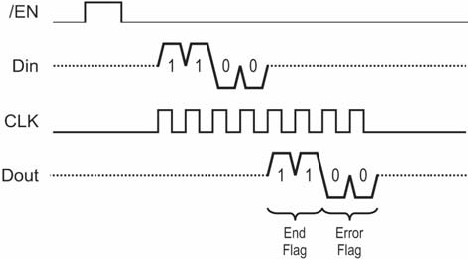 /EN
Din 1 1 0 0
CLK
Dout 1 1 0 0
End Error
Flag Flag